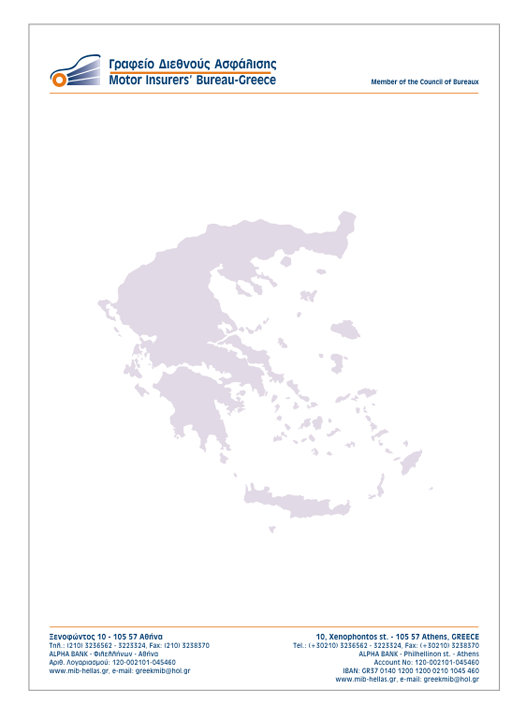 Γραφείο Διεθνούς Ασφάλισης
Motor Insurers' Bureau-Greece
Member of the Council of Bureaux
Ξενοφώντος 10 - 105 57 Αθήνα
Τηλ.: (210) 3236562 - 3223324, Fax: (210) 3238370
ALPHA BANK - Φιλελλήνων - Αθήνα
Αριθ. Λογαριασμού: 120-002101-045460
www.mib-hellas.gr, e-mail: greekmib@hol.gr
10, Xenophontos st. - 105 57 Athens, GREECE
Tel.: (+30210) 3236562 - 3223324, Fax: (+30210) 3238370
ALPHA BANK - Philhellinon st. - Athens
Account No: 120-002101-045460
IBAN: GR37 0140 1200 1200 0210 1045 460
www.mib-hellas.gr, e-mail: greekmib@hol.gr